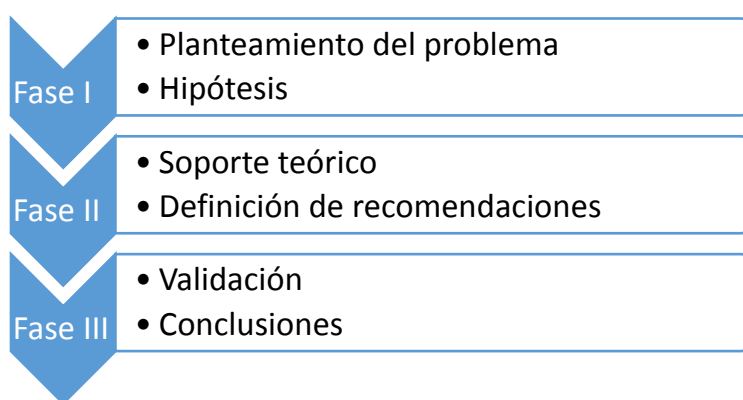 Fase I
• Planteamiento del problema
• Hipótesis
Fase II
• Soporte teórico
• Definición de recomendaciones
Fase III
• Validación
• Conclusiones